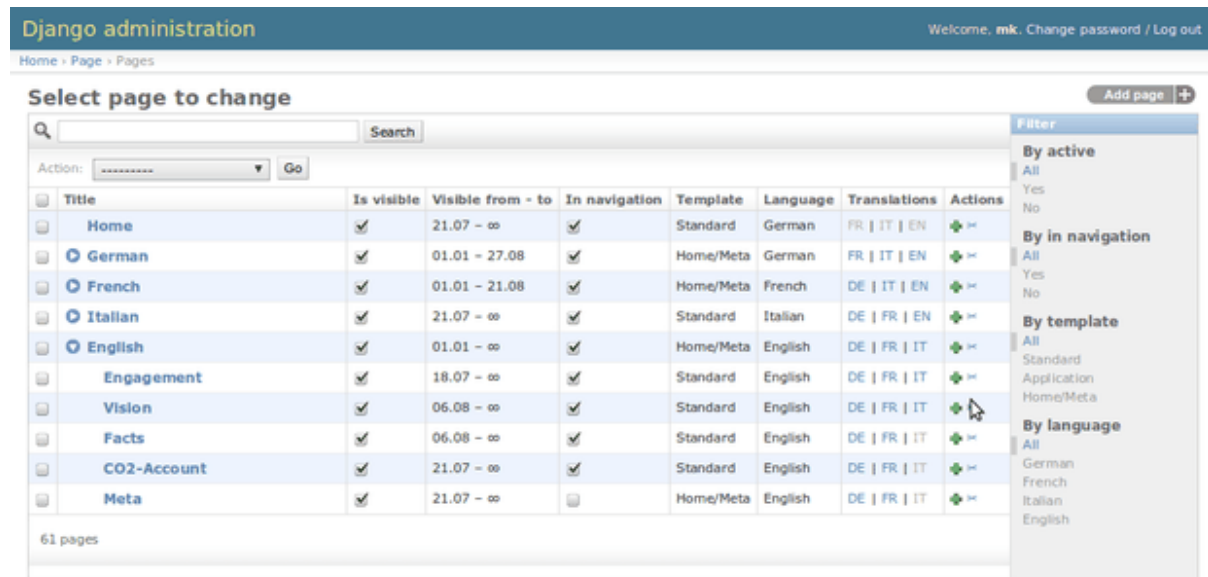 Django administration
Welcome, mk. Change password / Log out
Home › Page › Pages
Select page to change
Add page
Search
Action: --------- Go
Title Is visible Visible from - to In navigation Template Language Translations Actions
Home 21.07 – ∞ Standard German FR | IT | EN
German 01.01 – 27.08 Home/Meta German FR | IT | EN
French 01.01 – 21.08 Home/Meta French DE | IT | EN
Italian 21.07 – ∞ Standard Italian DE | FR | EN
English 01.01 – ∞ Home/Meta English DE | FR | IT
Engagement 18.07 – ∞ Standard English DE | FR | IT
Vision 06.08 – ∞ Standard English DE | FR | IT
Facts 06.08 – ∞ Standard English DE | FR | IT
CO2-Account 21.07 – ∞ Standard English DE | FR | IT
Meta 21.07 – ∞ Home/Meta English DE | FR | IT
61 pages
Filter
By active
All
Yes
No
By in navigation
All
Yes
No
By template
All
Standard
Application
Home/Meta
By language
All
German
French
Italian
English